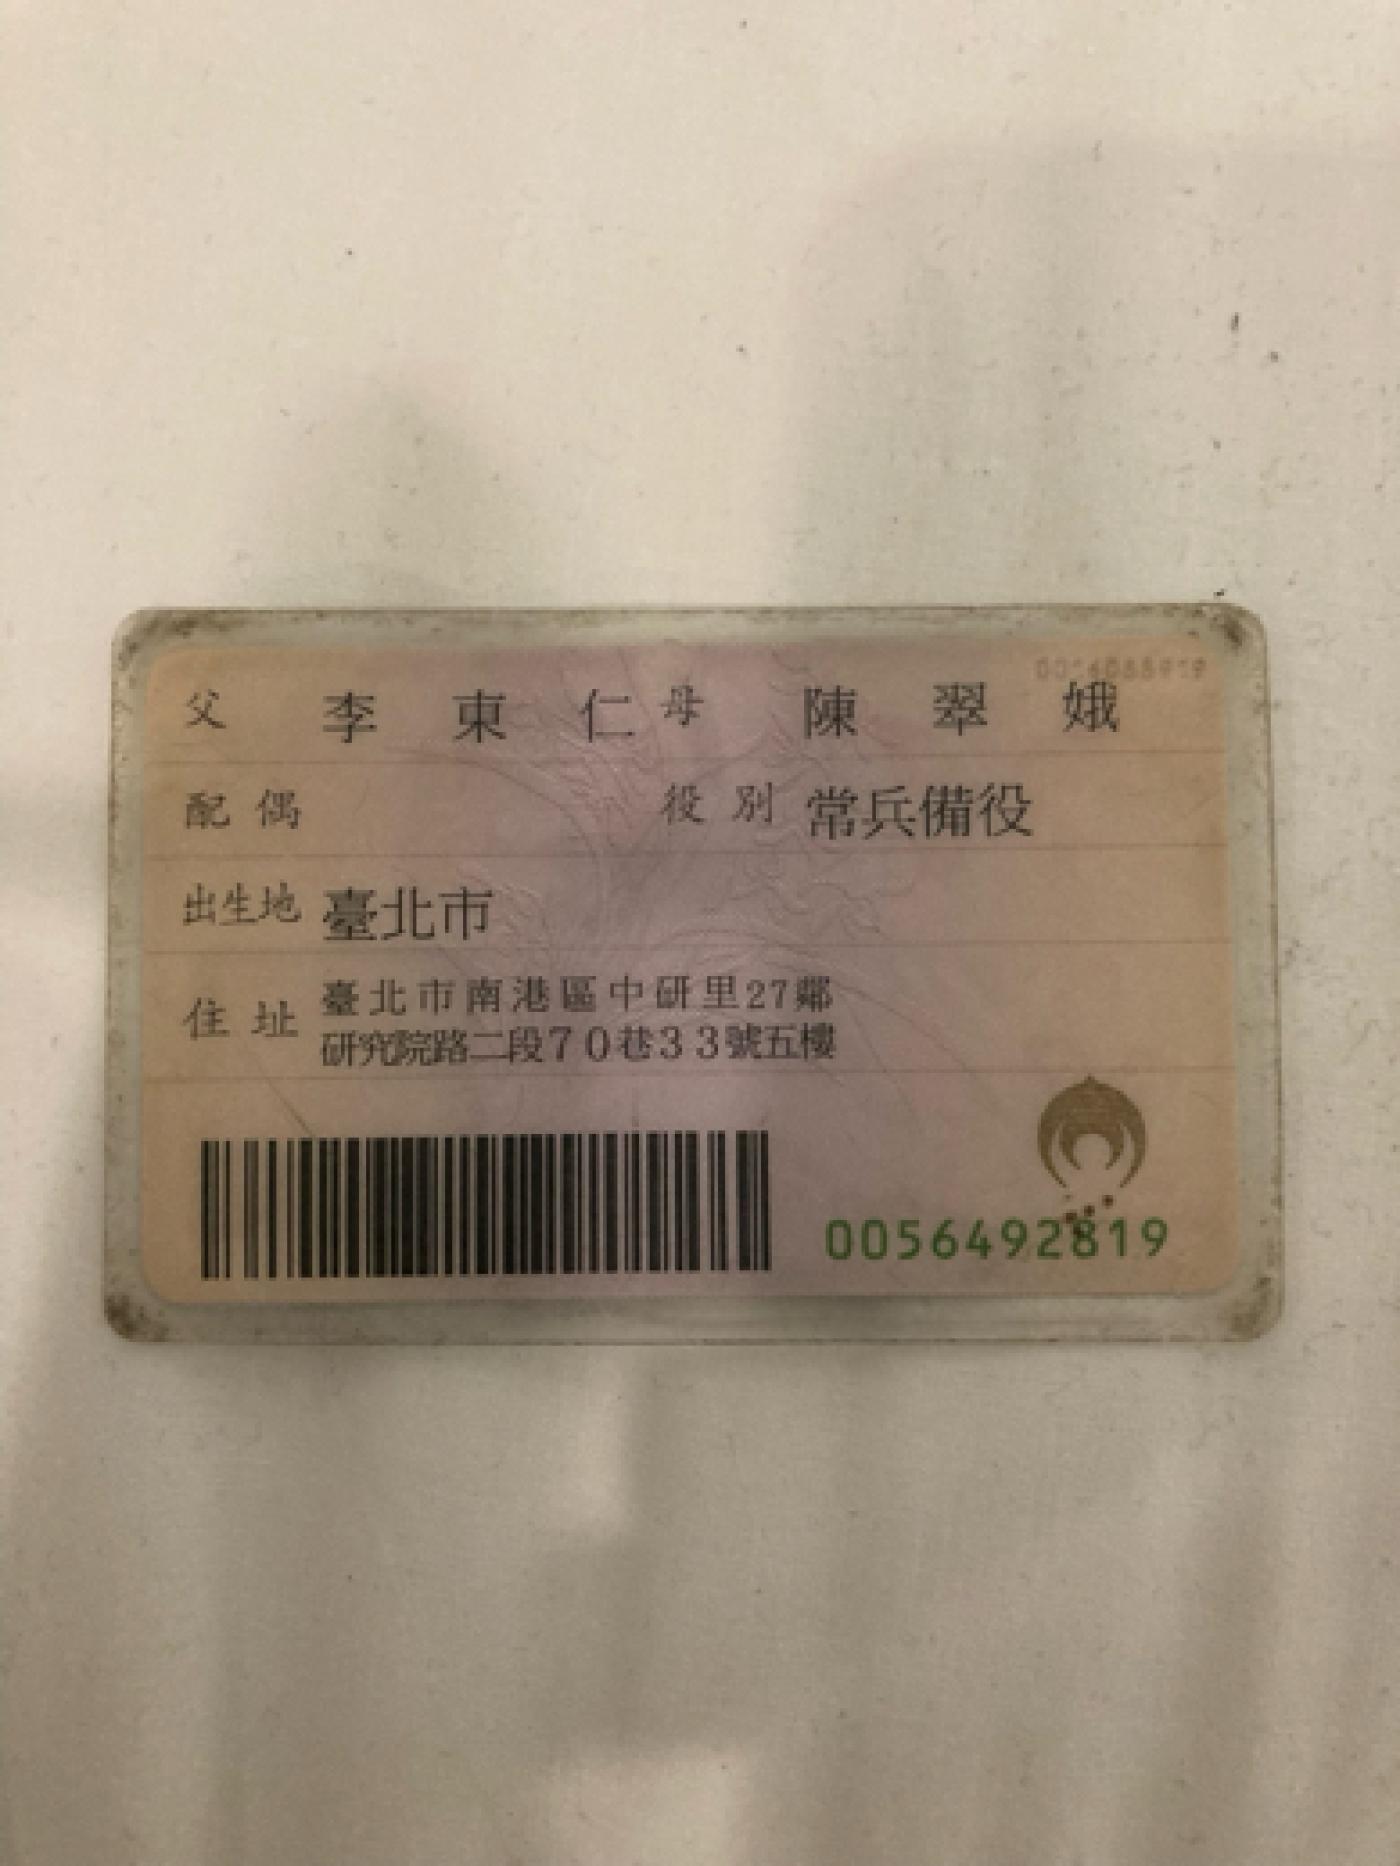 父 李東仁 母 陳翠娥
配偶 役別 常兵備役
出生地 臺北市
住址 臺北市南港區中研里27鄰
研究院路二段70巷33號五樓
0056492819